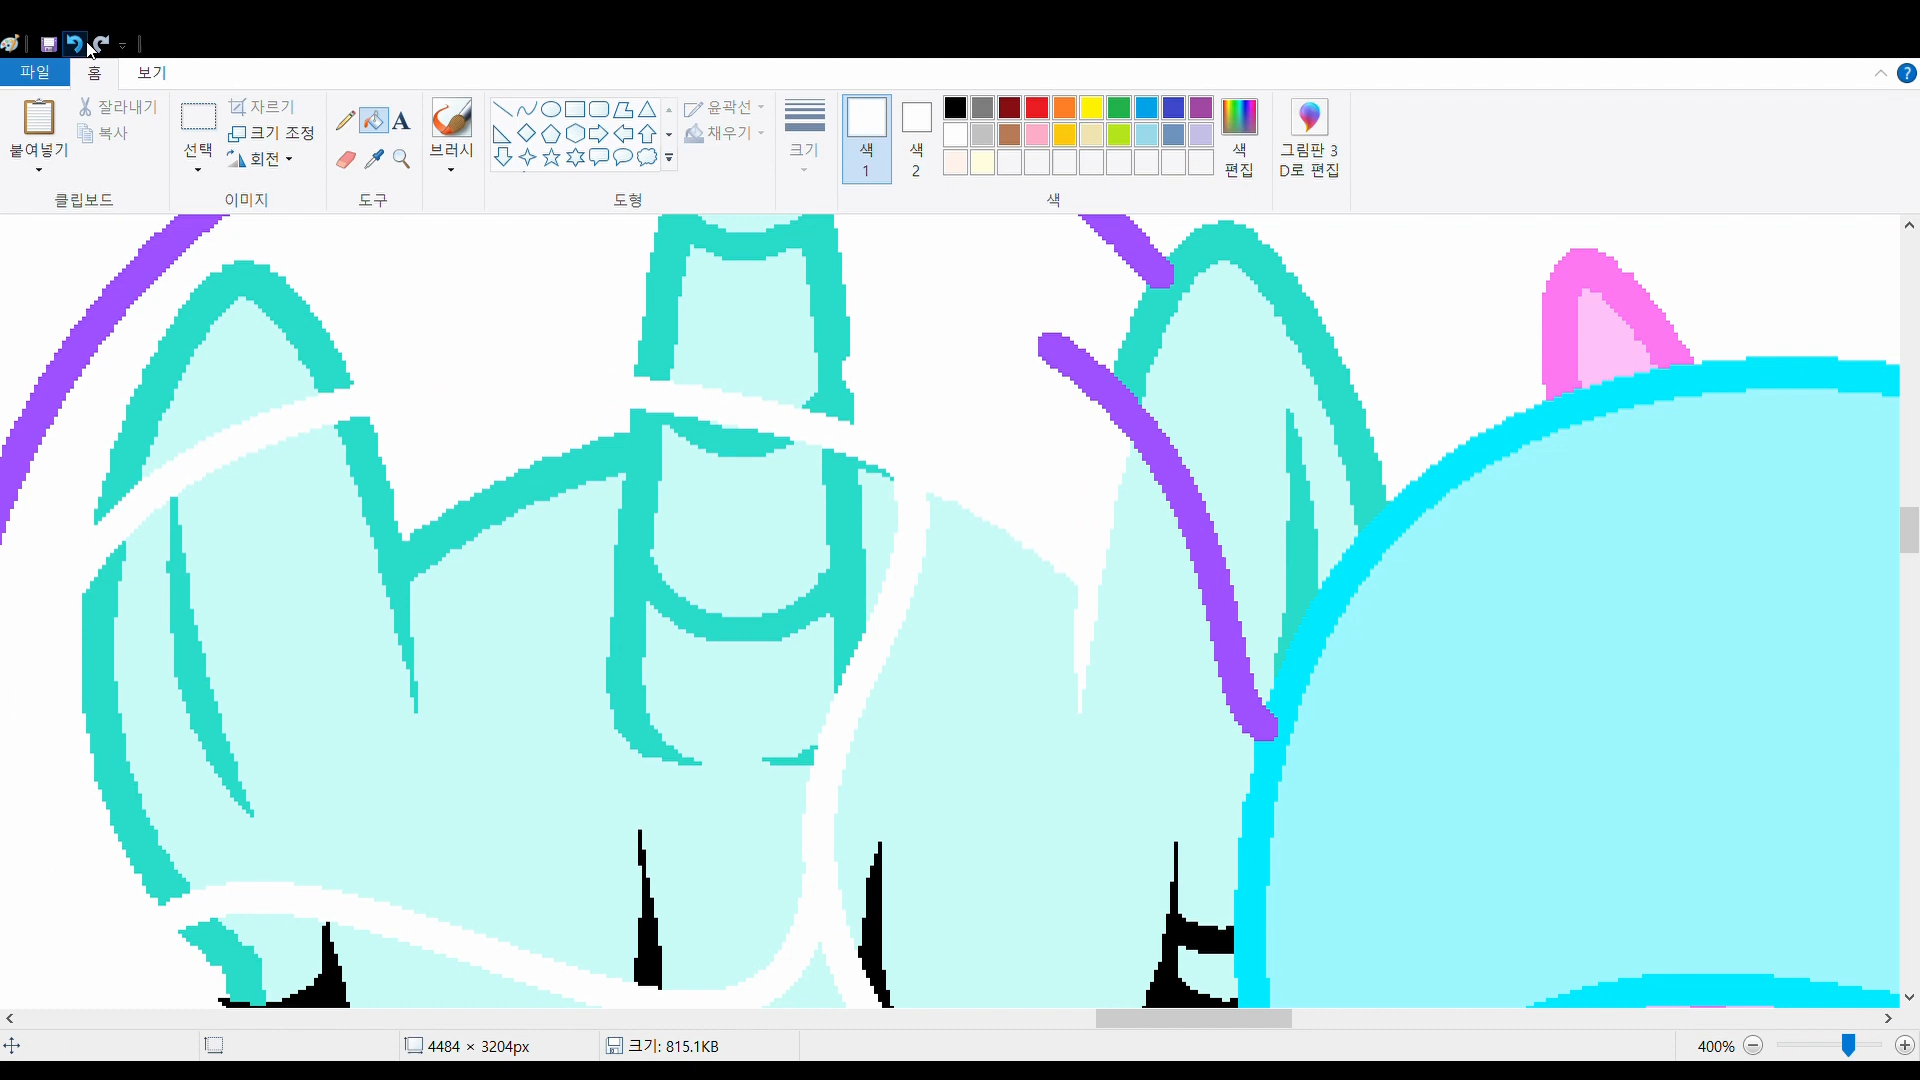 파일 홈 보기
붙여넣기
잘라내기
복사
클립보드
선택
자르기
크기 조정
회전
이미지
A
도구
브러시
윤곽선
채우기
도형
크기
색
1
색
2
색
편집
그림판 3
D로 편집
색
?
4484 × 3204px
크기: 815.1KB
400%